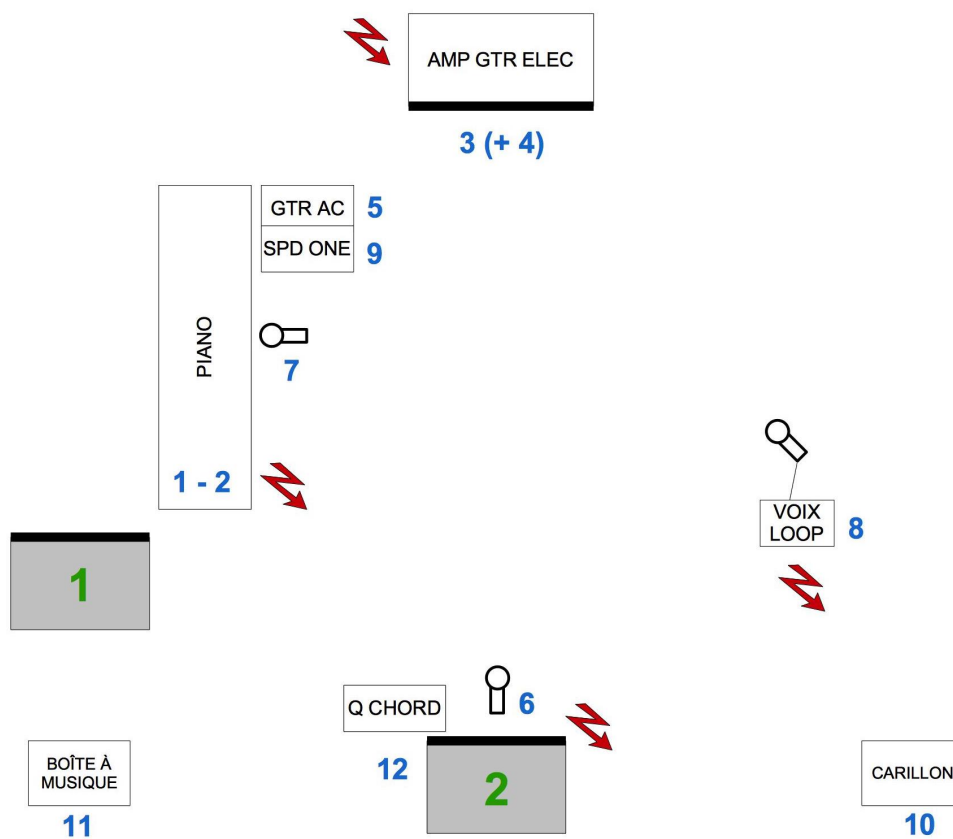 AMP GTR ELEC
3 (+ 4)
GTR AC
5
SPD ONE
9
PIANO
7
1 - 2
VOIX
LOOP
8
1
Q CHORD
6
12
2
BOÎTE À
MUSIQUE
11
CARILLON
10